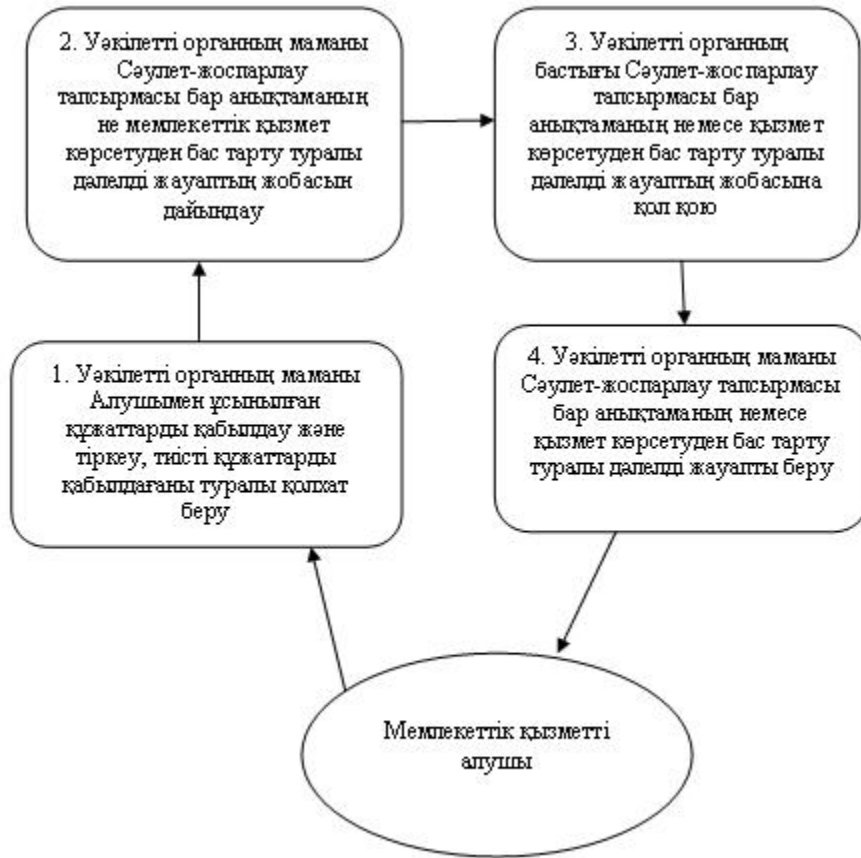 2. Уәкілетті органның маманы
Сәулет-жоспарлау
тапсырмасы бар анықтаманың
не мемлекеттік қызмет
көрсетуден бас тарту туралы
дәлелді жауаптың жобасын
дайындау
3. Уәкілетті органның
бастығы Сәулет-жоспарлау
тапсырмасы бар
анықтаманың немесе қызмет
көрсетуден бас тарту туралы
дәлелді жауаптың жобасына
қол қою
1. Уәкілетті органның маманы
Алушымен ұсынылған
құжаттарды қабылдау және
тіркеу, тиісті құжаттарды
қабылдағаны туралы қолхат
беру
4. Уәкілетті органның маманы
Сәулет-жоспарлау тапсырмасы
бар анықтаманың немесе
қызмет көрсетуден бас тарту
туралы дәлелді жауапты беру
Мемлекеттік қызметті
алушы